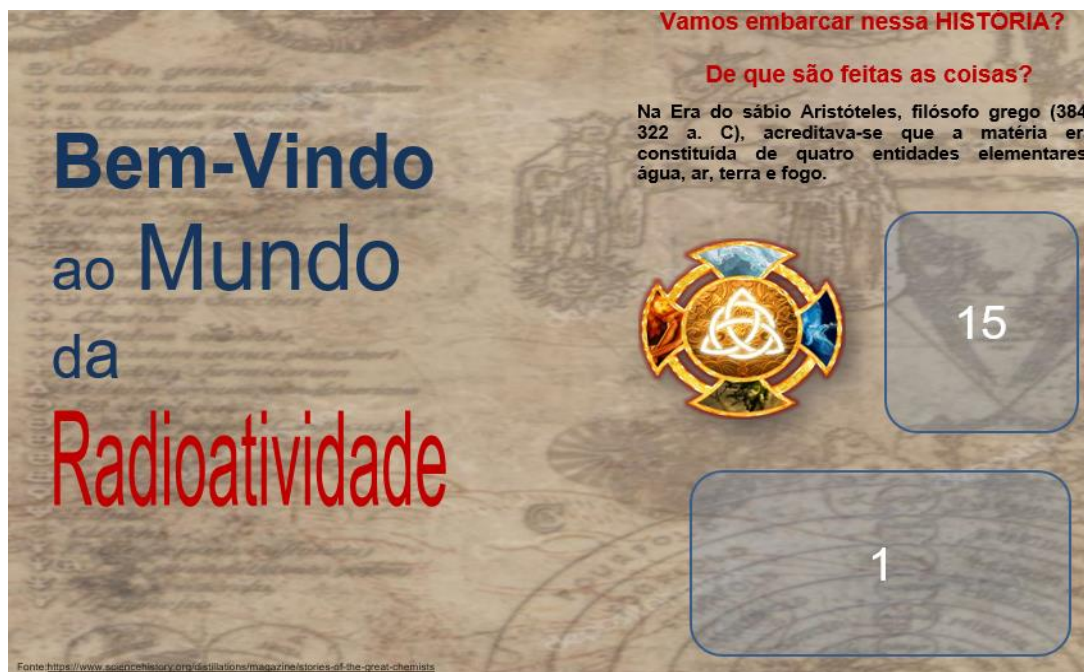 Bem-Vindo
ao Mundo
da
Radioatividade
Fonte:https://www.sciencehistory.org/distillations/magazine/stories-of-the-great-chemists
Vamos embarcar nessa HISTÓRIA?
De que são feitas as coisas?
Na Era do sábio Aristóteles, filósofo grego (384
322 a. C), acreditava-se que a matéria er
constituída de quatro entidades elementares
água, ar, terra e fogo.
15
1